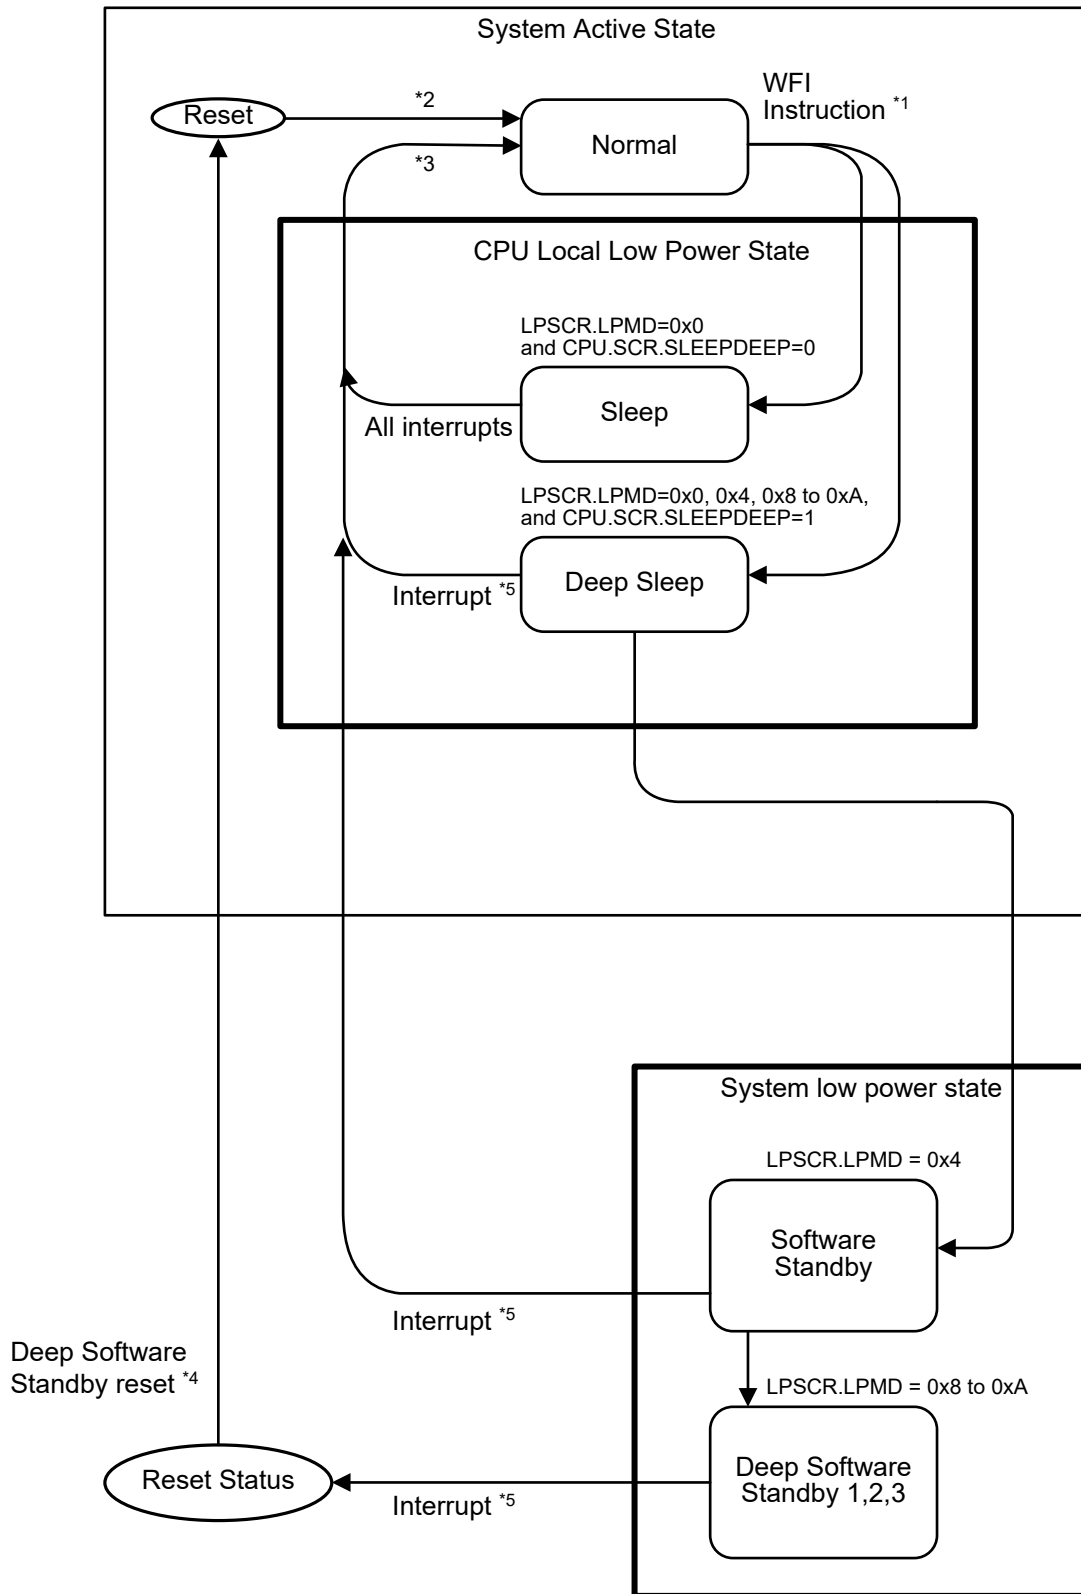 System Active State
WFI
Instruction *1
Reset
*2
Normal
*3
CPU Local Low Power State
LPSCR.LPMD=0x0
and CPU.SCR.SLEEPDEEP=0
Sleep
All interrupts
LPSCR.LPMD=0x0, 0x4, 0x8 to 0xA,
and CPU.SCR.SLEEPDEEP=1
Deep Sleep
Interrupt *5
System low power state
LPSCR.LPMD = 0x4
Software
Standby
Interrupt *5
Deep Software
Standby reset *4
LPSCR.LPMD = 0x8 to 0xA
Reset Status
Deep Software
Standby 1,2,3
Interrupt *5